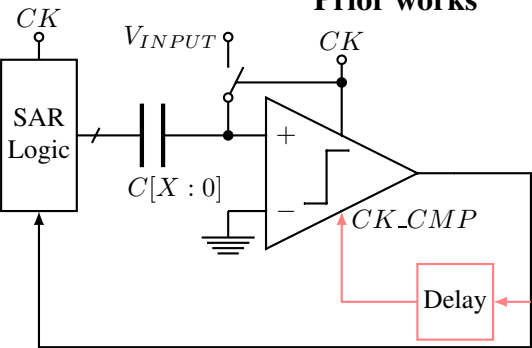 Prior works
CK
V_INPUT
CK
SAR
Logic
+
C[X : 0]
−
CK_CMP
Delay